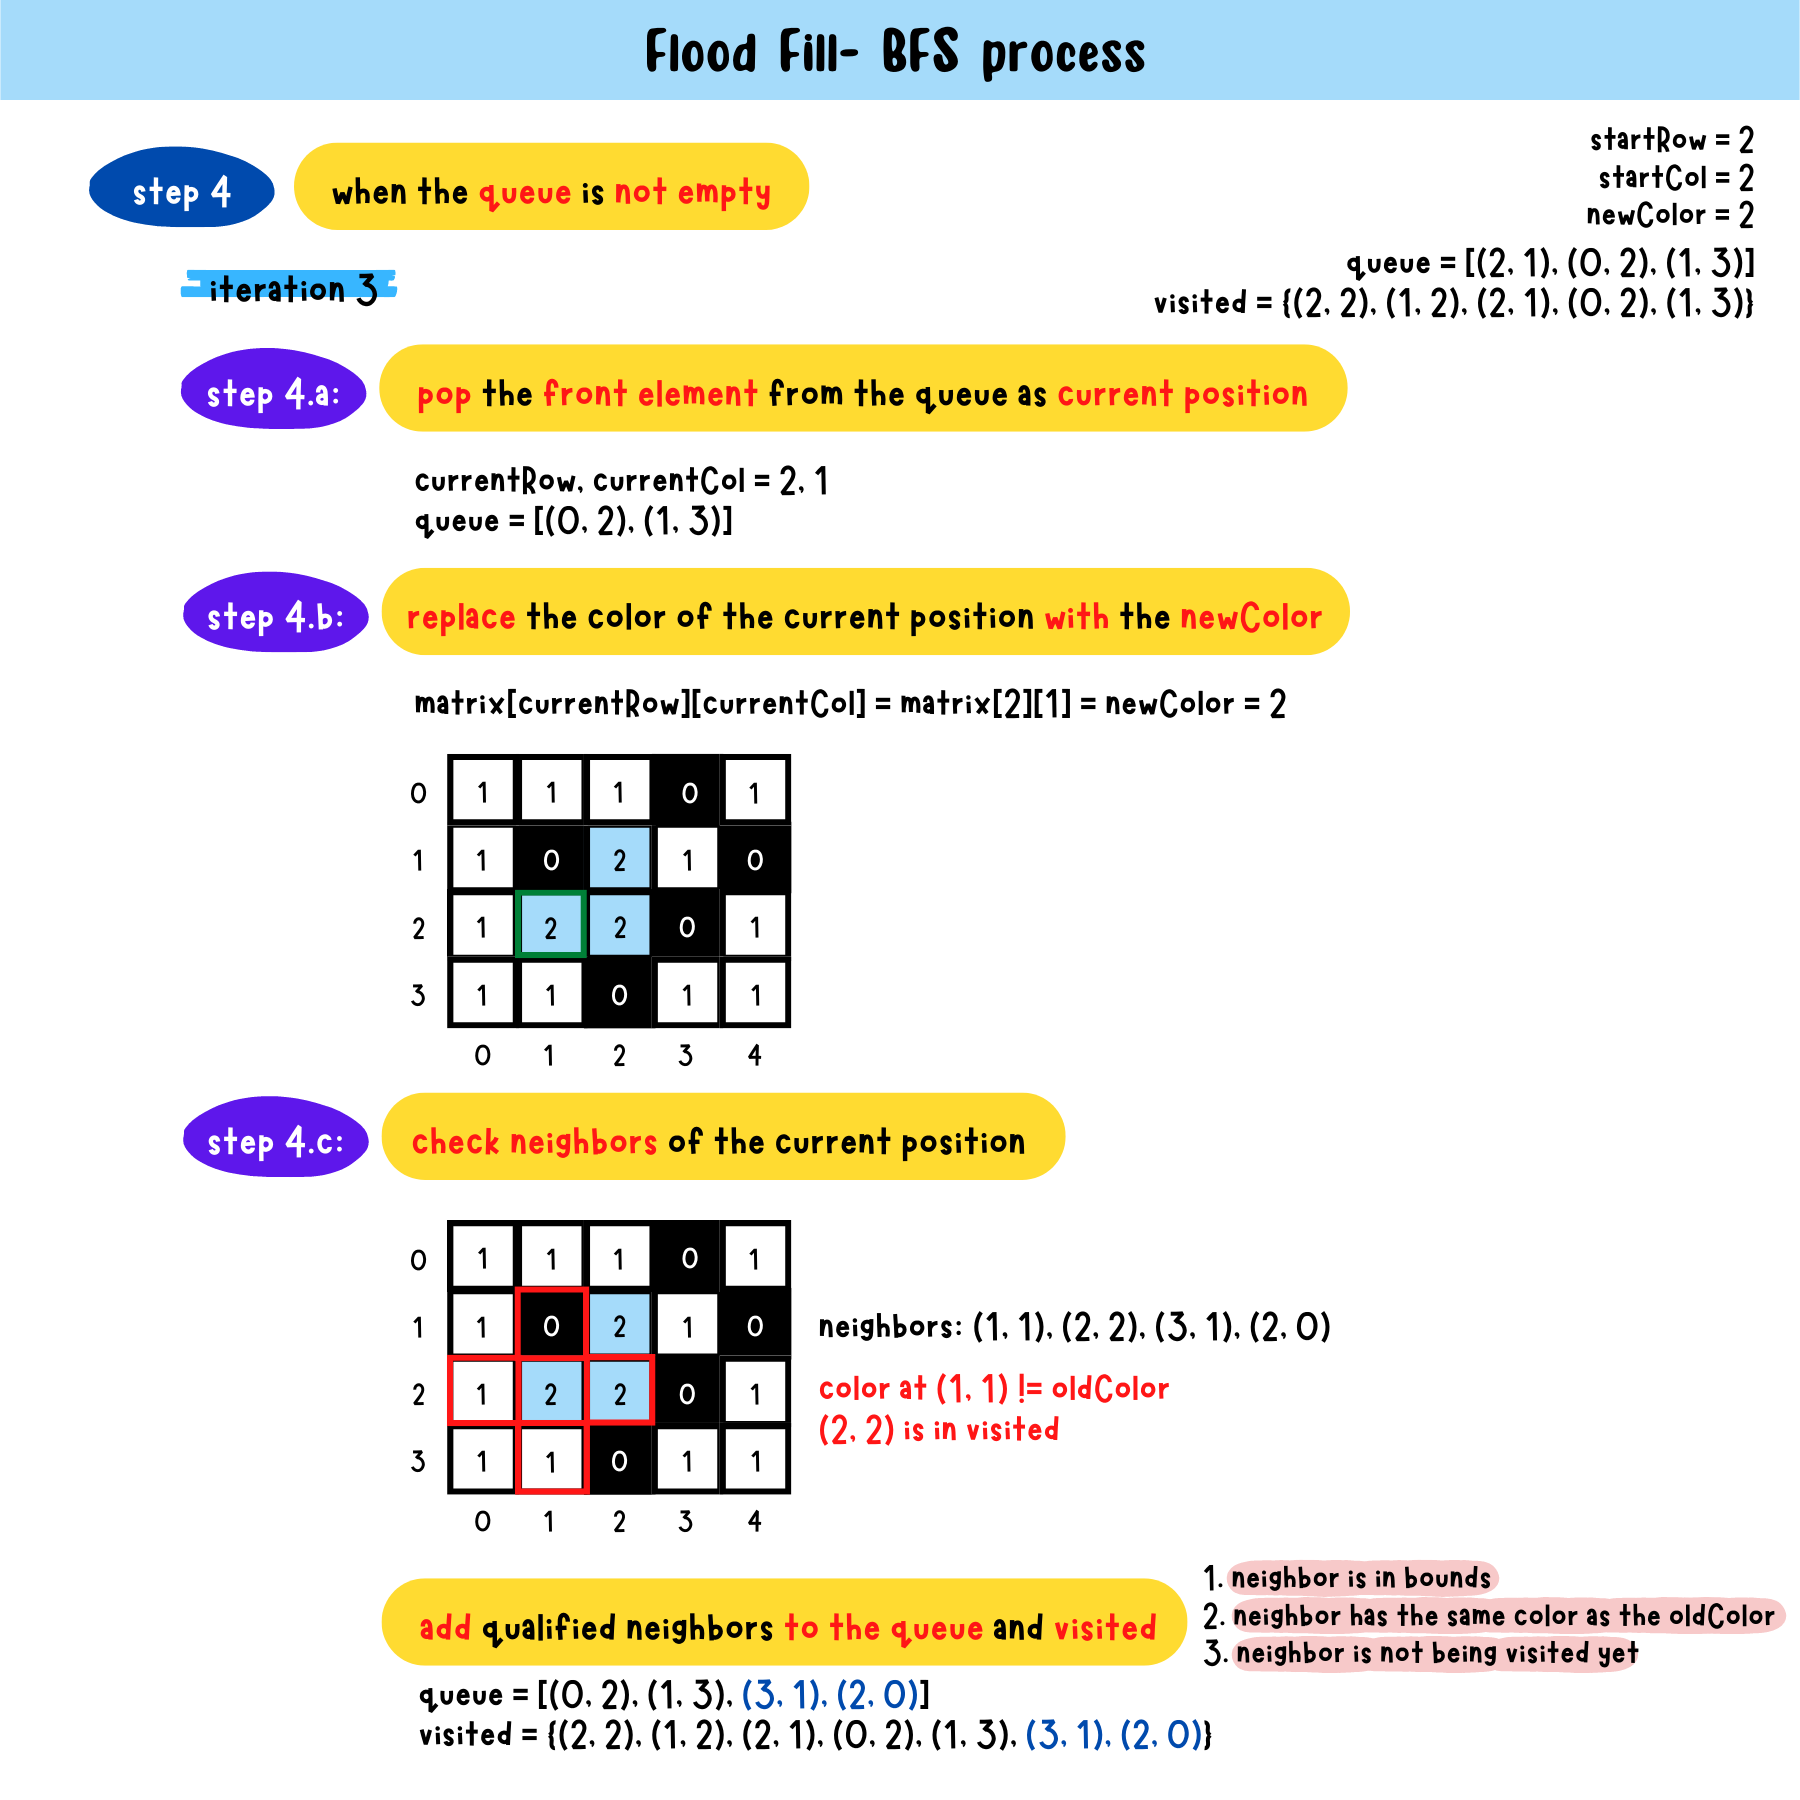 Flood Fill- BFS process
step 4
when the queue is not empty
startRow = 2
startCol = 2
newColor = 2
queue = [(2, 1), (0, 2), (1, 3)]
visited = {(2, 2), (1, 2), (2, 1), (0, 2), (1, 3)}
iteration 3
step 4.a:
pop the front element from the queue as current position
currentRow, currentCol = 2, 1
queue = [(0, 2), (1, 3)]
step 4.b:
replace the color of the current position with the newColor
matrix[currentRow][currentCol] = matrix[2][1] = newColor = 2
0 1 1 1 0 1
1 1 0 2 1 0
2 1 2 2 0 1
3 1 1 0 1 1
0 1 2 3 4
step 4.c:
check neighbors of the current position
0 1 1 1 0 1
1 1 0 2 1 0
2 1 2 2 0 1
3 1 1 0 1 1
0 1 2 3 4
neighbors: (1, 1), (2, 2), (3, 1), (2, 0)
color at (1, 1) != oldColor
(2, 2) is in visited
add qualified neighbors to the queue and visited
1. neighbor is in bounds
2. neighbor has the same color as the oldColor
3. neighbor is not being visited yet
queue = [(0, 2), (1, 3), (3, 1), (2, 0)]
visited = {(2, 2), (1, 2), (2, 1), (0, 2), (1, 3), (3, 1), (2, 0)}